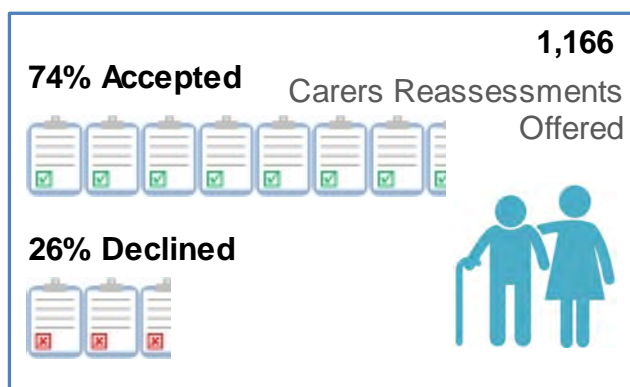 1,166
Carers Reassessments
Offered
74% Accepted
26% Declined